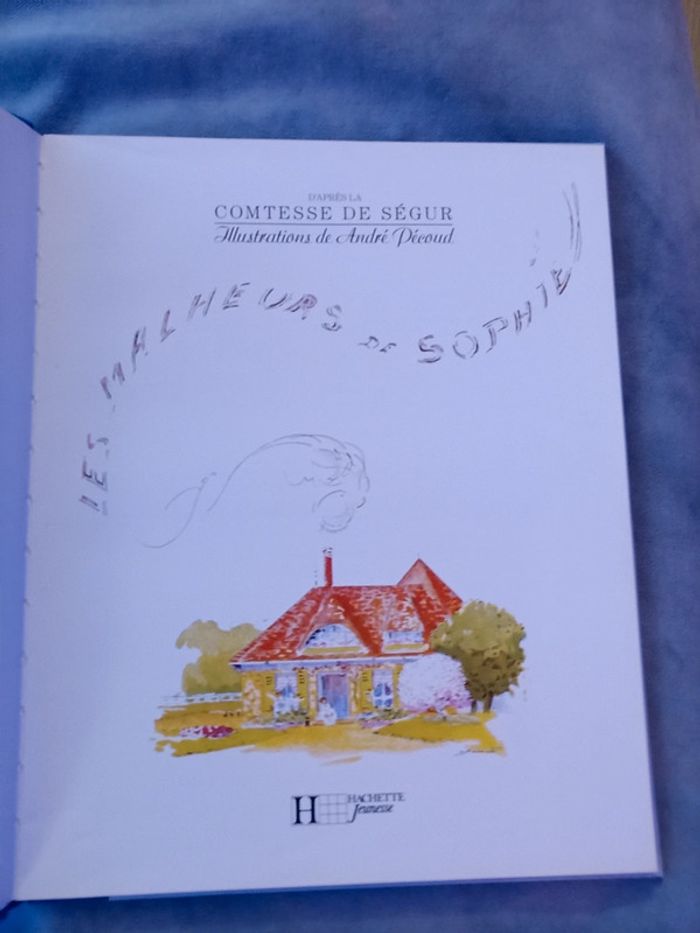 D'APRÈS LA
COMTESSE DE SÉGUR
Illustrations de André Pécoud
LES MALHEURS DE SOPHIE
H HACHETTE
Jeunesse